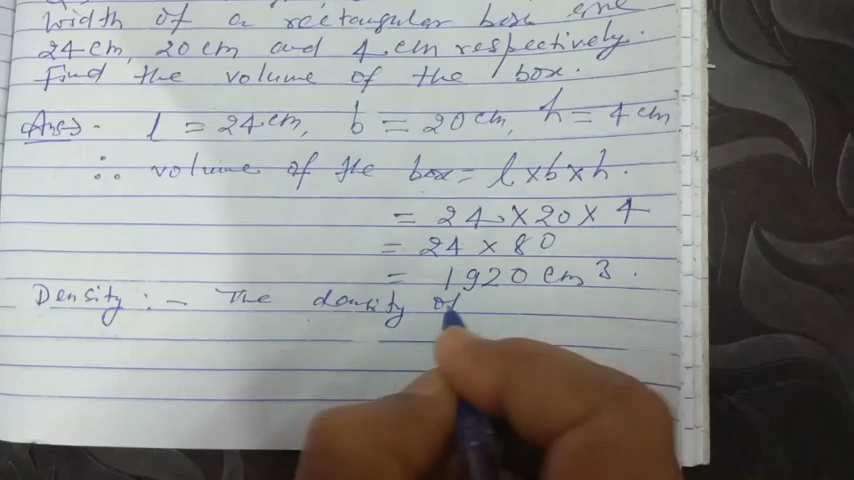 width of a rectangular box are
24 cm, 20 cm and 4 cm respectively.
Find the volume of the box.
Ans:- l = 24 cm, b = 20 cm, h = 4 cm
∴ volume of the box = l × b × h.
= 24 × 20 × 4
= 24 × 80
= 1920 cm³.
Density :- The density of